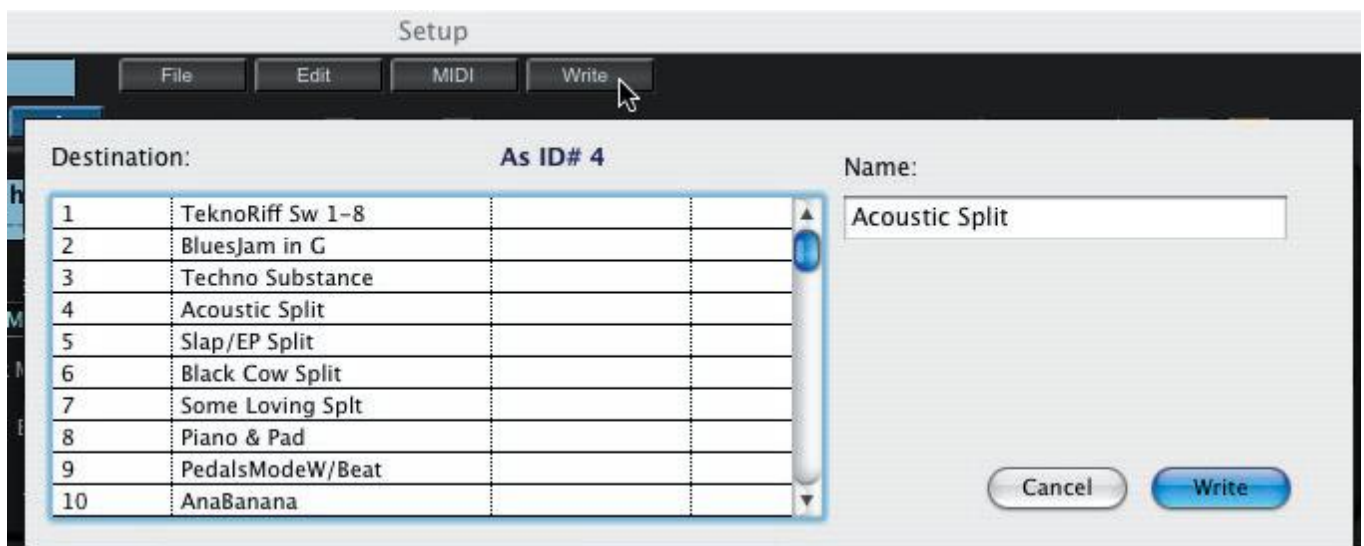 Setup
File Edit MIDI Write
Destination: As ID# 4
Name:
Acoustic Split
1 TeknoRiff Sw 1-8
2 BluesJam in G
3 Techno Substance
4 Acoustic Split
5 Slap/EP Split
6 Black Cow Split
7 Some Loving Splt
8 Piano & Pad
9 PedalsModeW/Beat
10 AnaBanana
Cancel Write